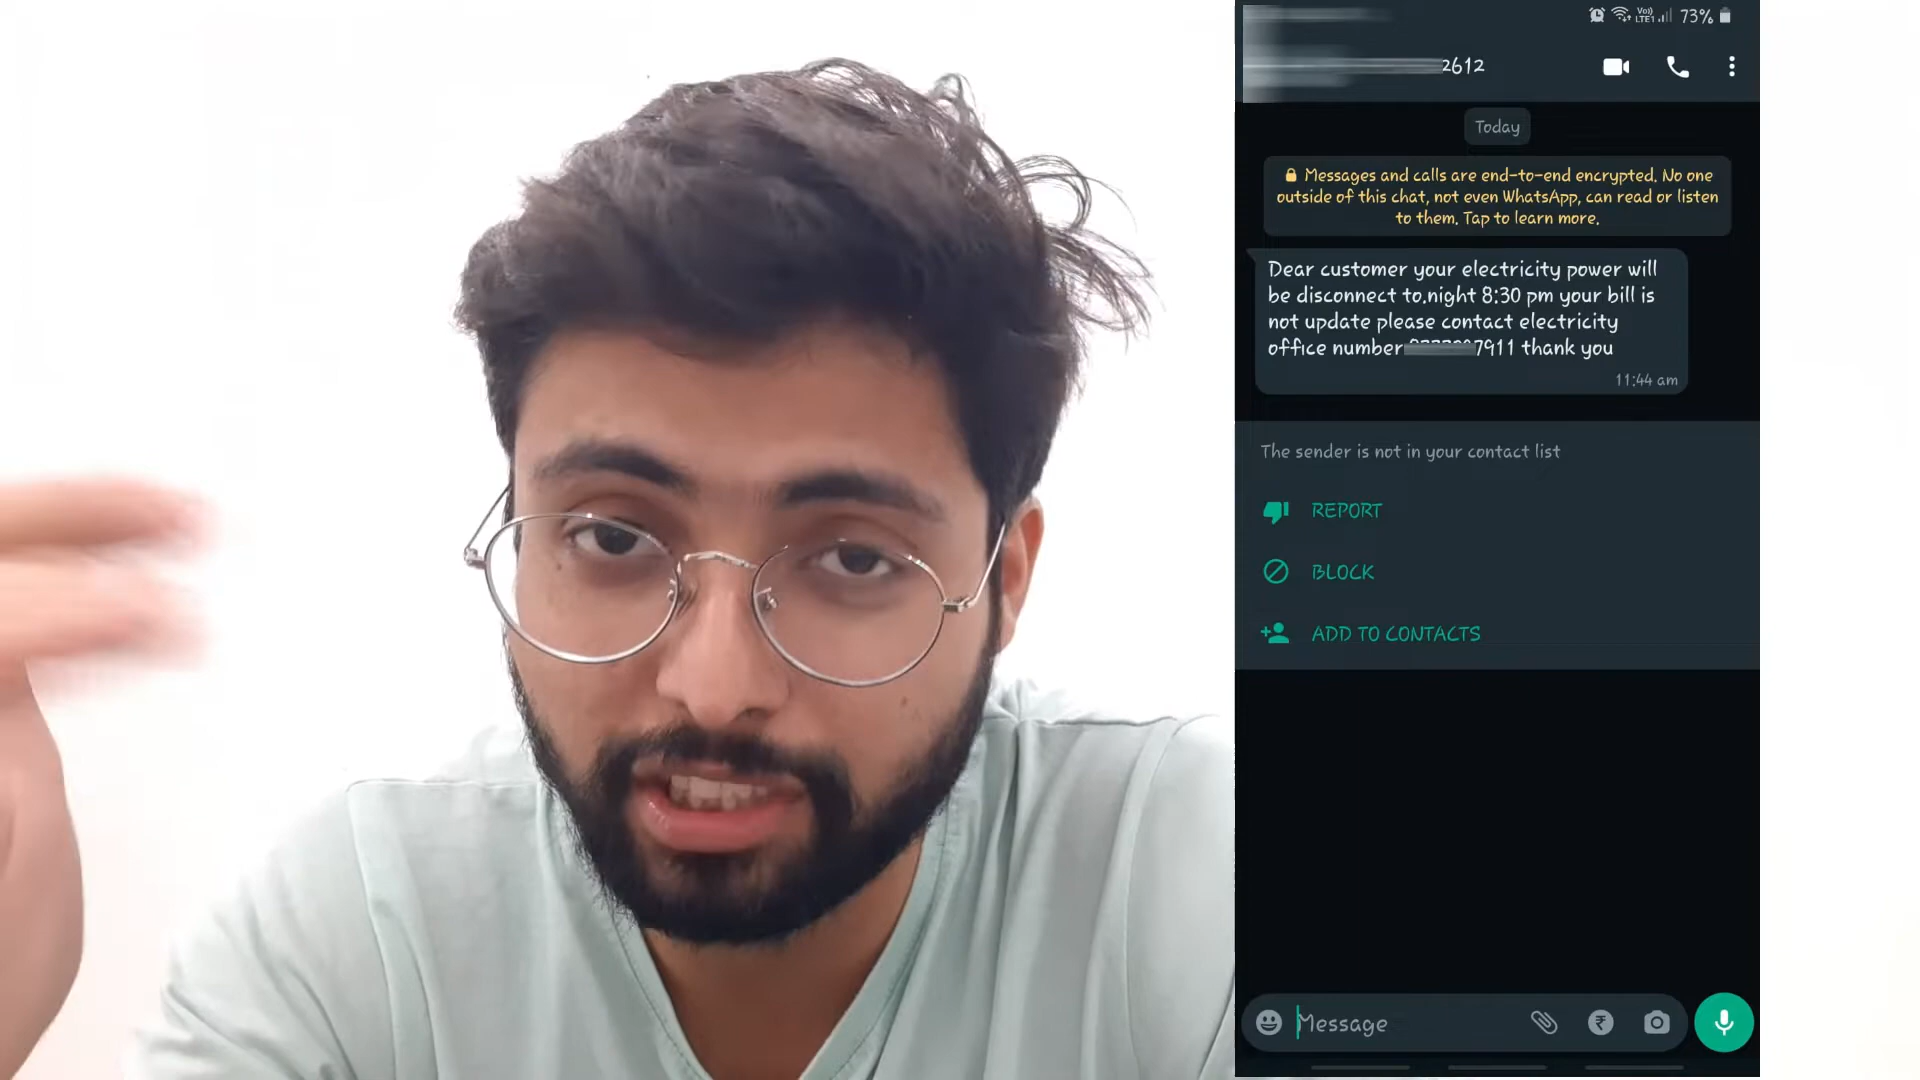 73%
2612
Today
Messages and calls are end-to-end encrypted. No one
outside of this chat, not even WhatsApp, can read or listen
to them. Tap to learn more.
Dear customer your electricity power will
be disconnect to.night 8:30 pm your bill is
not update please contact electricity
office number 7911 thank you
11:44 am
The sender is not in your contact list
REPORT
BLOCK
ADD TO CONTACTS
Message